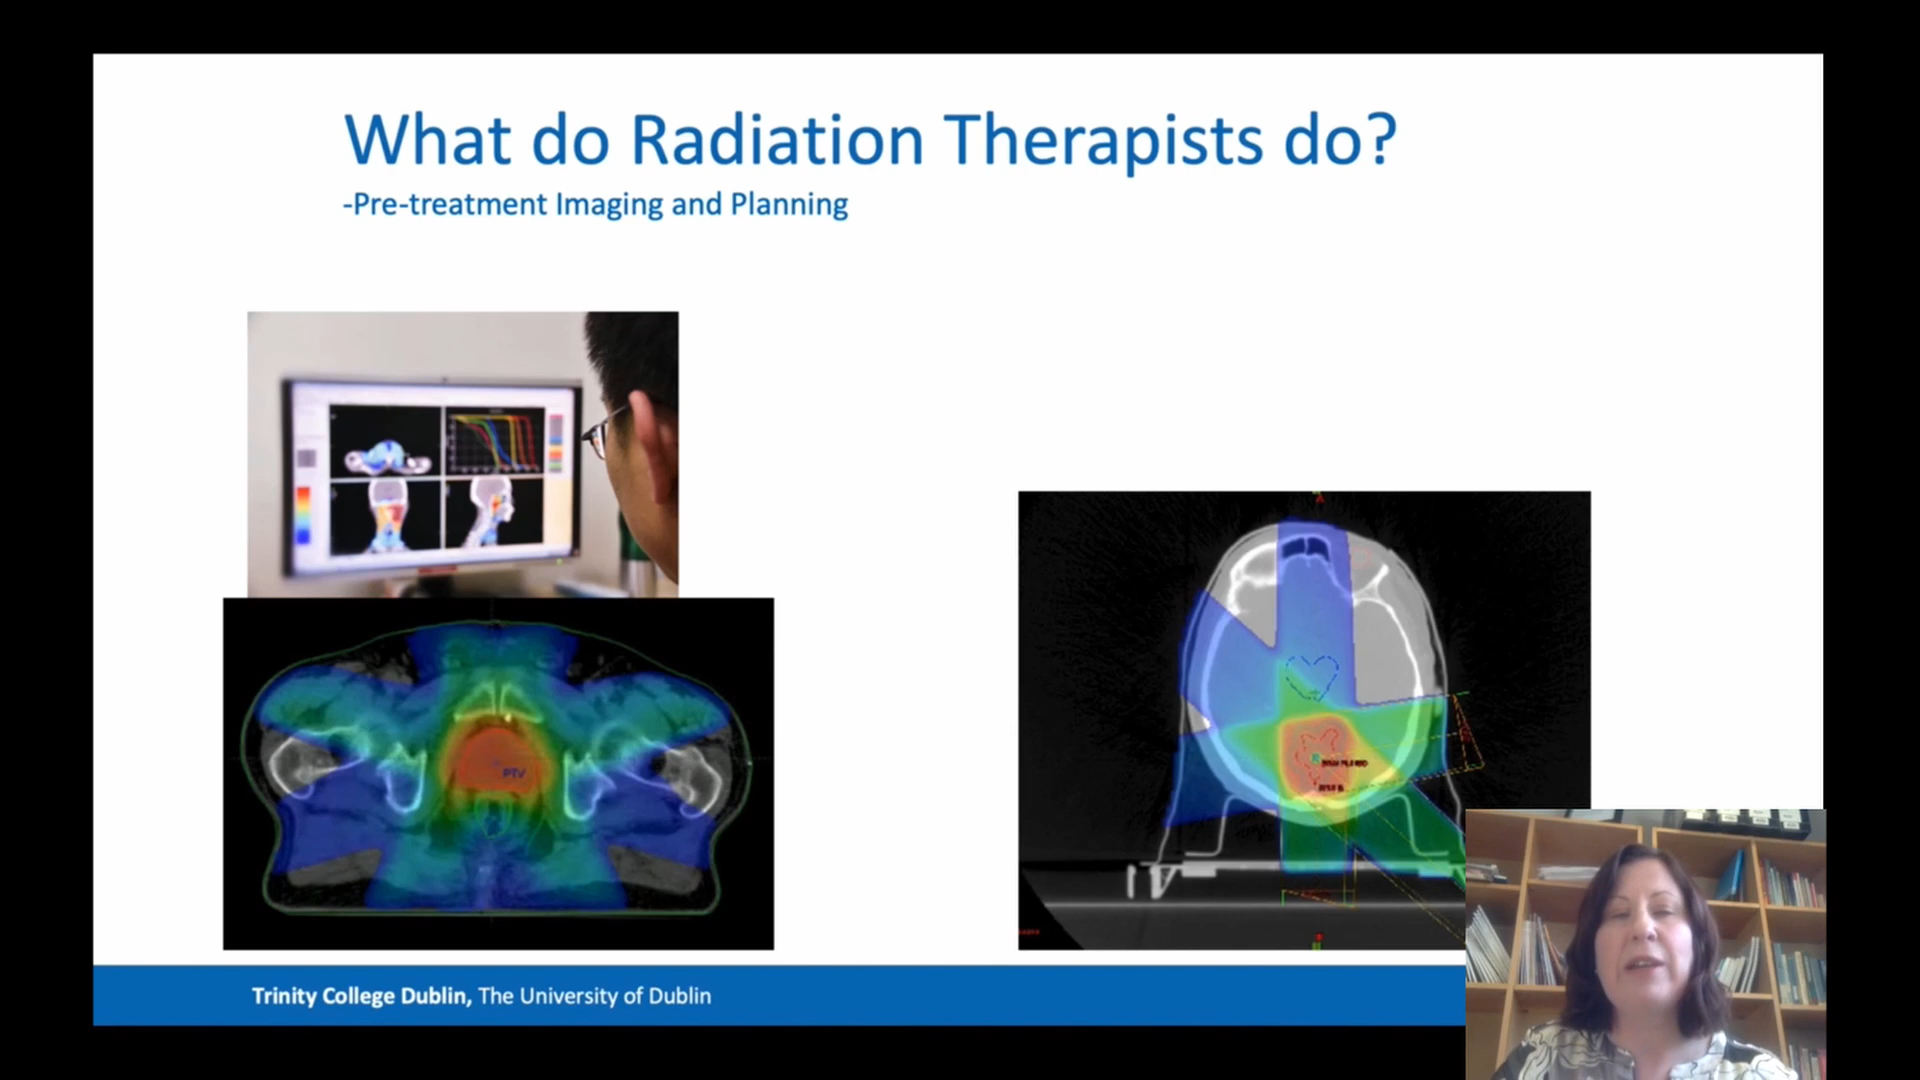 What do Radiation Therapists do?
-Pre-treatment Imaging and Planning
A
PTV
Trinity College Dublin, The University of Dublin